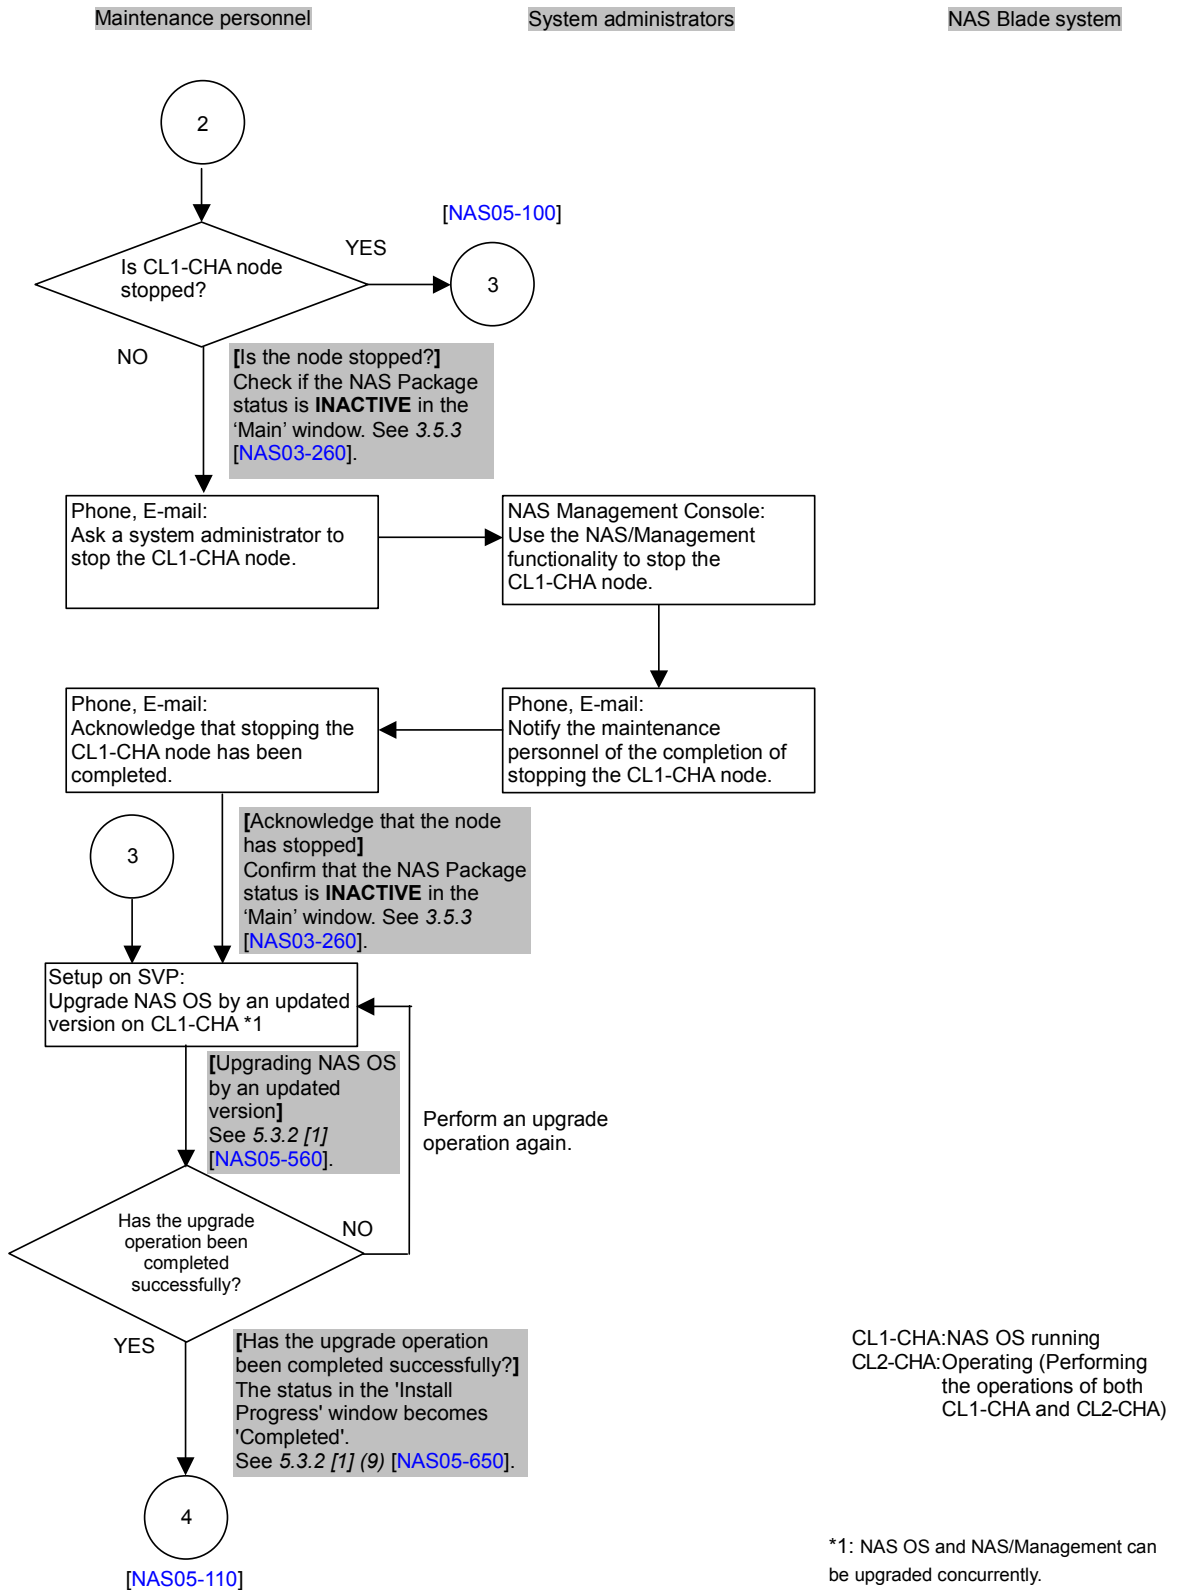 Maintenance personnel
System administrators
NAS Blade system
2
[NAS05-100]
YES
Is CL1-CHA node
stopped?
3
NO
[Is the node stopped?]
Check if the NAS Package
status is INACTIVE in the
‘Main’ window. See 3.5.3
[NAS03-260].
Phone, E-mail:
Ask a system administrator to
stop the CL1-CHA node.
NAS Management Console:
Use the NAS/Management
functionality to stop the
CL1-CHA node.
Phone, E-mail:
Acknowledge that stopping the
CL1-CHA node has been
completed.
Phone, E-mail:
Notify the maintenance
personnel of the completion of
stopping the CL1-CHA node.
3
[Acknowledge that the node
has stopped]
Confirm that the NAS Package
status is INACTIVE in the
‘Main’ window. See 3.5.3
[NAS03-260].
Setup on SVP:
Upgrade NAS OS by an updated
version on CL1-CHA *1
[Upgrading NAS OS
by an updated
version]
See 5.3.2 [1]
[NAS05-560].
Perform an upgrade
operation again.
Has the upgrade
operation been
completed
successfully?
NO
YES
[Has the upgrade operation
been completed successfully?]
The status in the 'Install
Progress' window becomes
'Completed'.
See 5.3.2 [1] (9) [NAS05-650].
CL1-CHA:NAS OS running
CL2-CHA:Operating (Performing
the operations of both
CL1-CHA and CL2-CHA)
4
[NAS05-110]
*1: NAS OS and NAS/Management can
be upgraded concurrently.